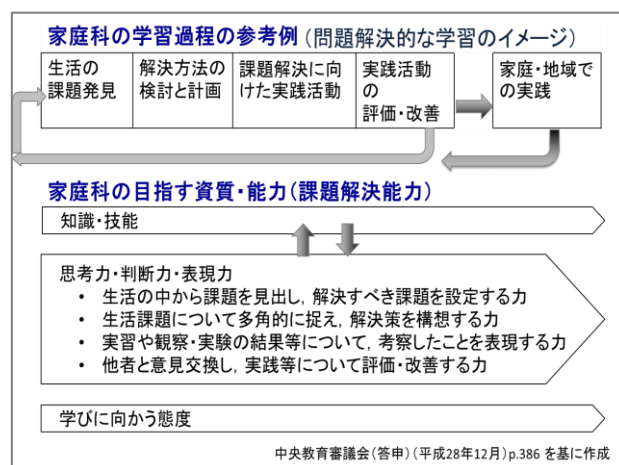 家庭科の学習過程の参考例(問題解決的な学習のイメージ)
生活の
課題発見
解決方法の
検討と計画
課題解決に向
けた実践活動
実践活動
の
評価・改善
家庭・地域で
の実践
家庭科の目指す資質・能力(課題解決能力)
知識・技能
思考力・判断力・表現力
• 生活の中から課題を見出し,解決すべき課題を設定する力
• 生活課題について多角的に捉え,解決策を構想する力
• 実習や観察・実験の結果等について,考察したことを表現する力
• 他者と意見交換し,実践等について評価・改善する力
学びに向かう態度
中央教育審議会(答申)(平成28年12月)p.386 を基に作成